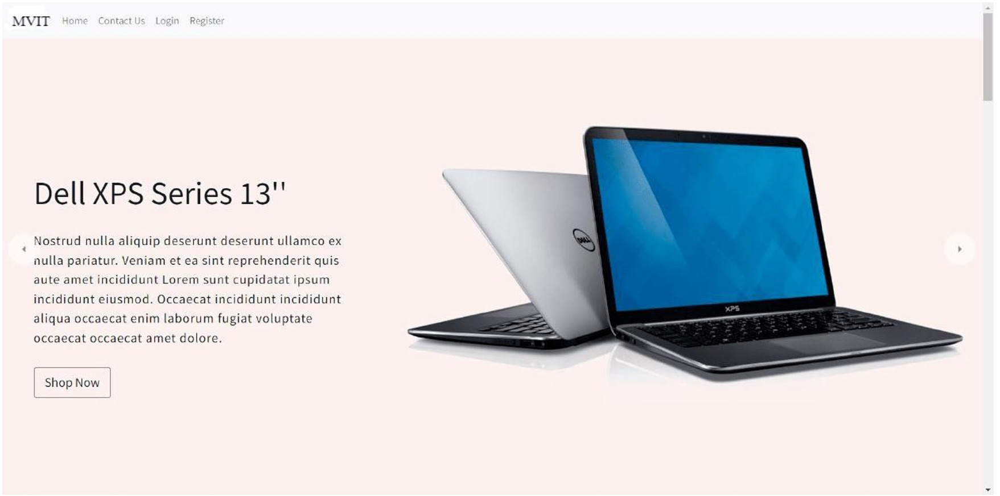 MVIT Home Contact Us Login Register
Dell XPS Series 13''
Nostrud nulla aliquip deserunt deserunt ullamco ex
nulla pariatur. Veniam et ea sint reprehenderit quis
aute amet incididunt Lorem sunt cupidatat ipsum
incididunt eiusmod. Occaecat incididunt incididunt
aliqua occaecat enim laborum fugiat voluptate
occaecat occaecat amet dolore.
Shop Now
DELL
XPS